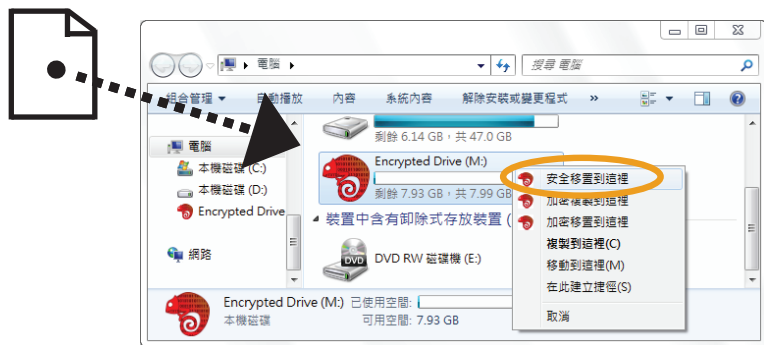 電腦
搜尋 電腦
組合管理
自動播放
內容
系統內容
解除安裝或變更程式
»
電腦
本機磁碟 (C:)
本機磁碟 (D:)
Encrypted Drive
網路
剩餘 6.14 GB，共 47.0 GB
Encrypted Drive (M:)
剩餘 7.93 GB，共 7.99 GB
裝置中含有卸除式存放裝置 (
DVD RW 磁碟機 (E:)
安全移置到這裡
加密複製到這裡
加密移置到這裡
複製到這裡(C)
移動到這裡(M)
在此建立捷徑(S)
取消
Encrypted Drive (M:) 已使用空間:
本機磁碟 可用空間: 7.93 GB